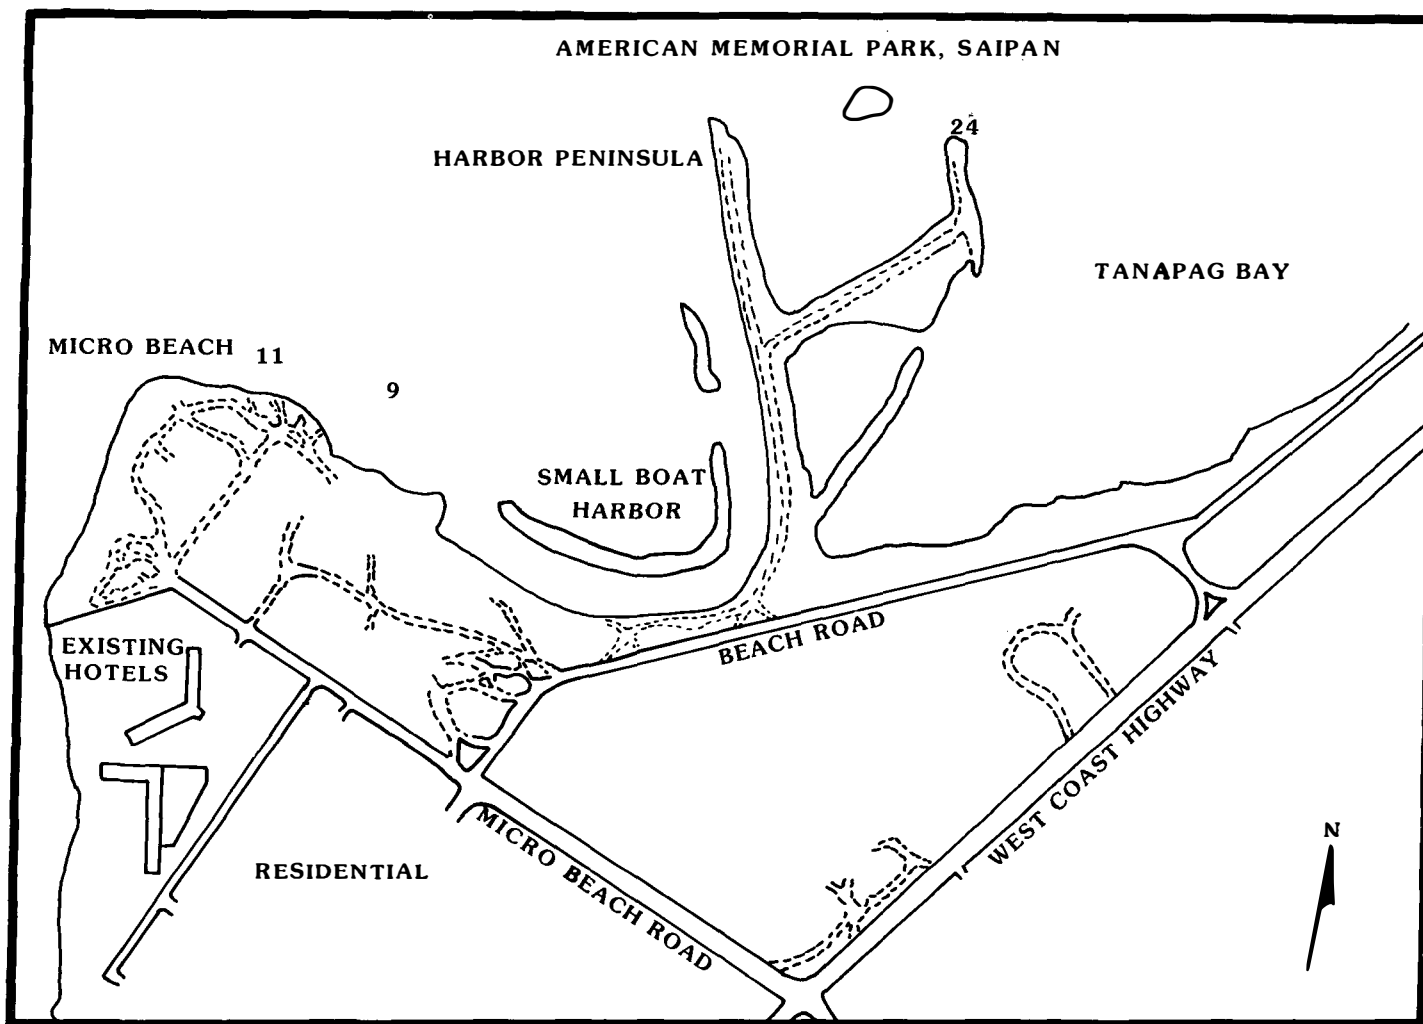 AMERICAN MEMORIAL PARK, SAIPAN
24
HARBOR PENINSULA
TANAPAG BAY
MICRO BEACH
11
9
SMALL BOAT
HARBOR
BEACH ROAD
EXISTING
HOTELS
WEST COAST HIGHWAY
MICRO BEACH ROAD
RESIDENTIAL
N